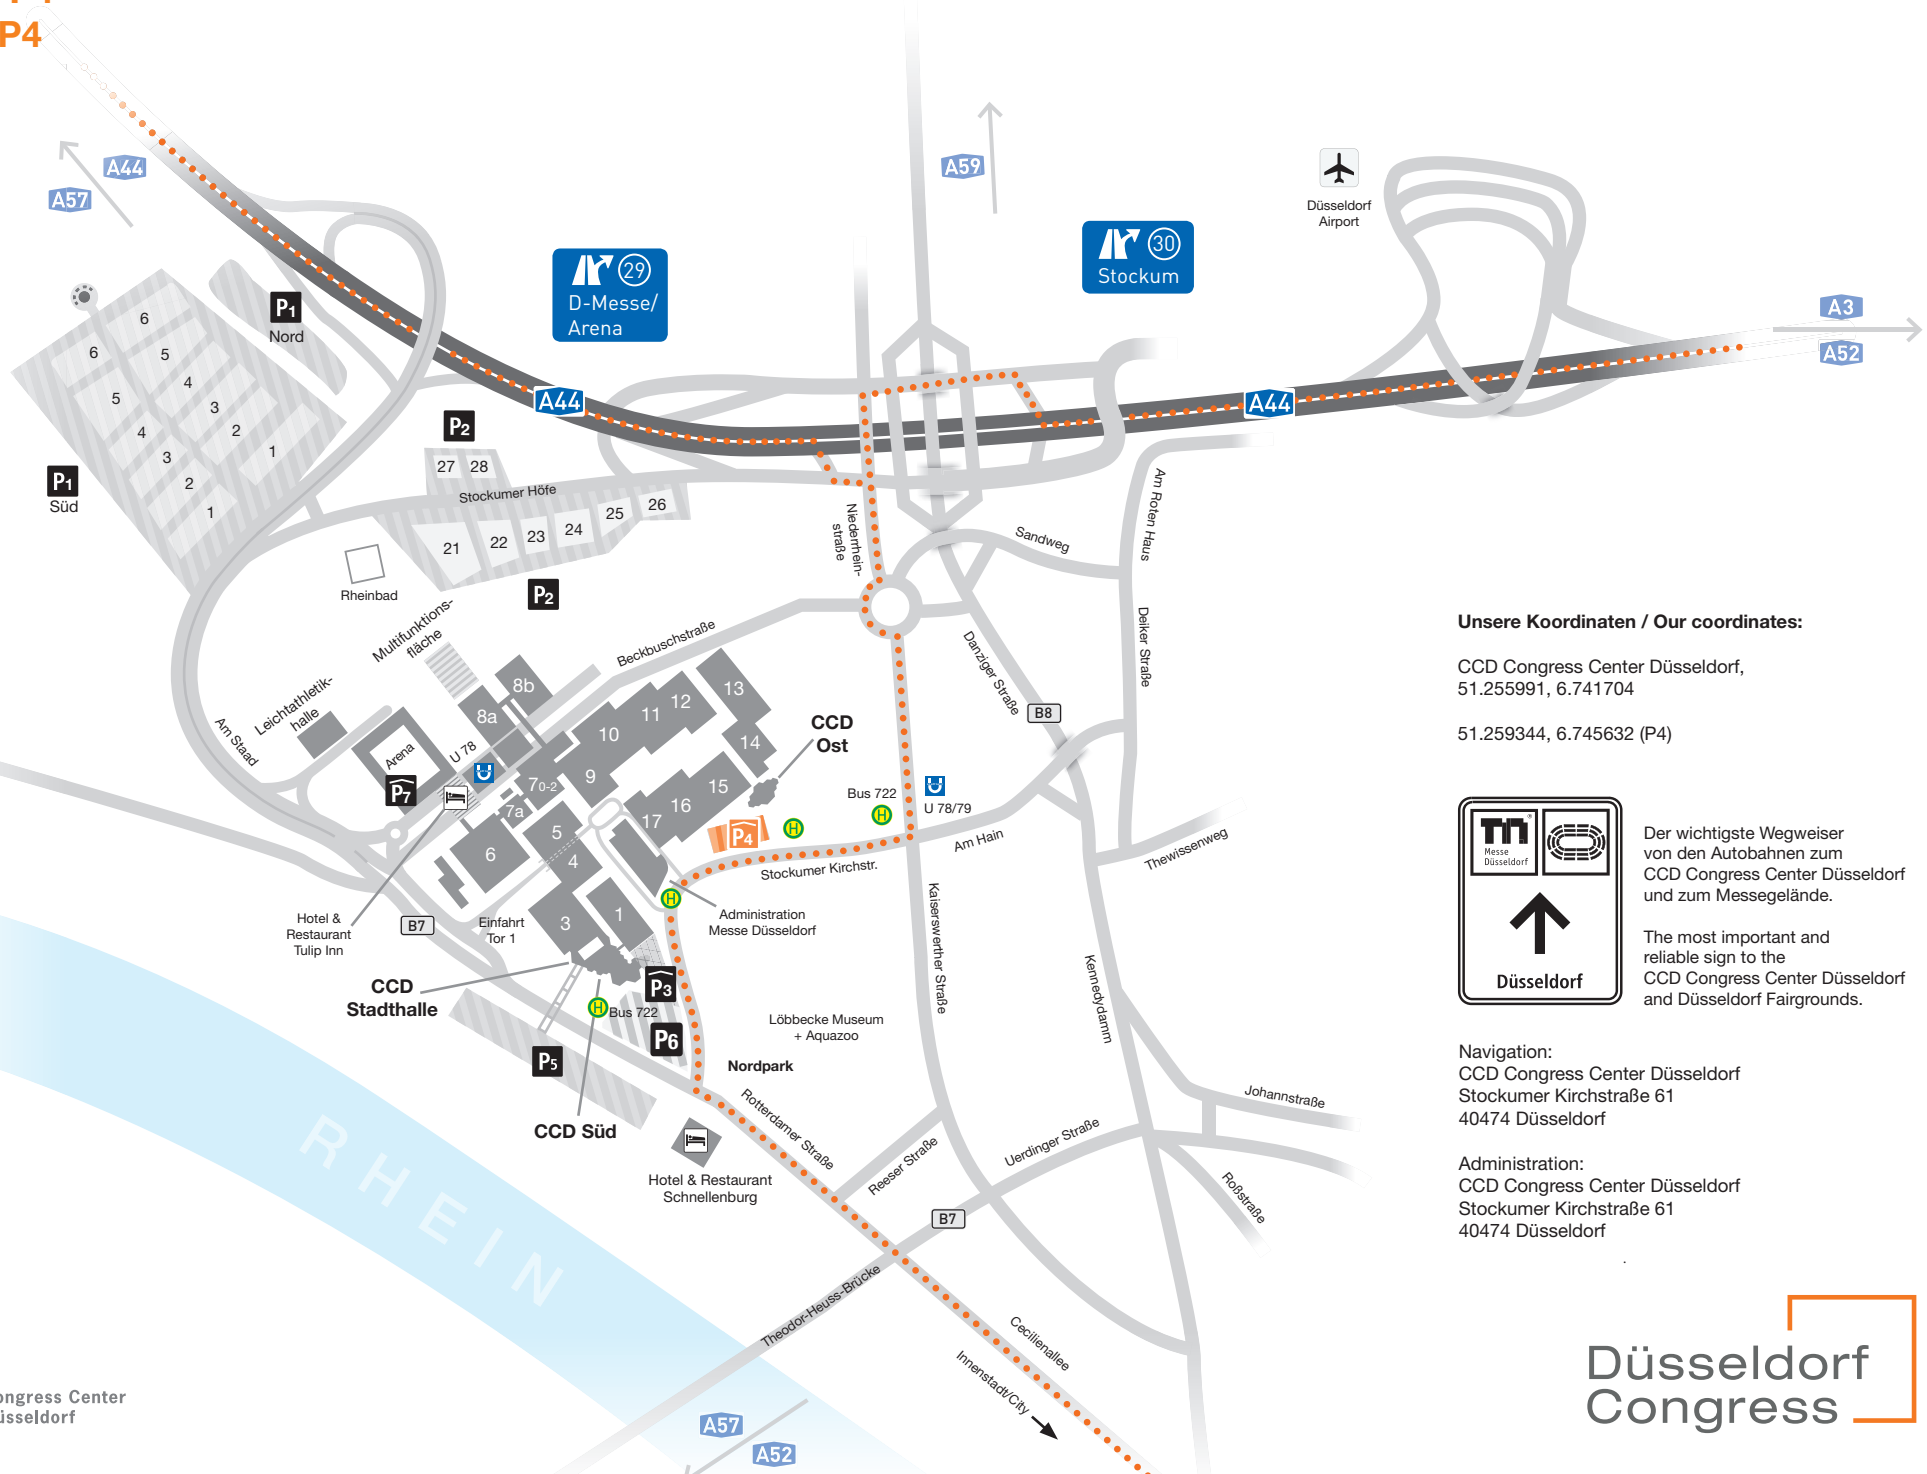 P4
A44
A57
A59
Düsseldorf
Airport
29
D-Messe/
Arena
30
Stockum
A3
A52
A44
A44
P1
Nord
6
5
4
3
2
1
6
5
4
3
2
1
P1
Süd
P2
27
28
Stockumer Höfe
21
22
23
24
25
26
P2
Rheinbad
Niederrhein-
straße
Sandweg
Am Roten Haus
Deiker Straße
Danziger Straße
B8
Beckbuschstraße
Multifunktions-
fläche
Leichtathletik-
halle
Am Staad
Arena
P7
U 78
8b
8a
70-2
7a
9
10
11
12
13
14
15
16
17
5
6
4
3
1
CCD
Ost
P4
Bus 722
U 78/79
Am Hain
Thewissenweg
Stockumer Kirchstr.
Administration
Messe Düsseldorf
Hotel &
Restaurant
Tulip Inn
B7
Einfahrt
Tor 1
CCD
Stadthalle
H
H
H
H
Bus 722
P3
P6
P5
CCD Süd
Löbbecke Museum
+ Aquazoo
Nordpark
Kaiserswerther Straße
Kennedydamm
Rotterdamer Straße
Hotel & Restaurant
Schnellenburg
Reeser Straße
Uerdinger Straße
Johannstraße
Roßstraße
B7
Theodor-Heuss-Brücke
Cecilienallee
Innenstadt/City
RHEIN
A57
A52
Unsere Koordinaten / Our coordinates:
CCD Congress Center Düsseldorf,
51.255991, 6.741704
51.259344, 6.745632 (P4)
Messe
Düsseldorf
Düsseldorf
Der wichtigste Wegweiser
von den Autobahnen zum
CCD Congress Center Düsseldorf
und zum Messegelände.
The most important and
reliable sign to the
CCD Congress Center Düsseldorf
and Düsseldorf Fairgrounds.
Navigation:
CCD Congress Center Düsseldorf
Stockumer Kirchstraße 61
40474 Düsseldorf
Administration:
CCD Congress Center Düsseldorf
Stockumer Kirchstraße 61
40474 Düsseldorf
Düsseldorf
Congress
ongress Center
üsseldorf